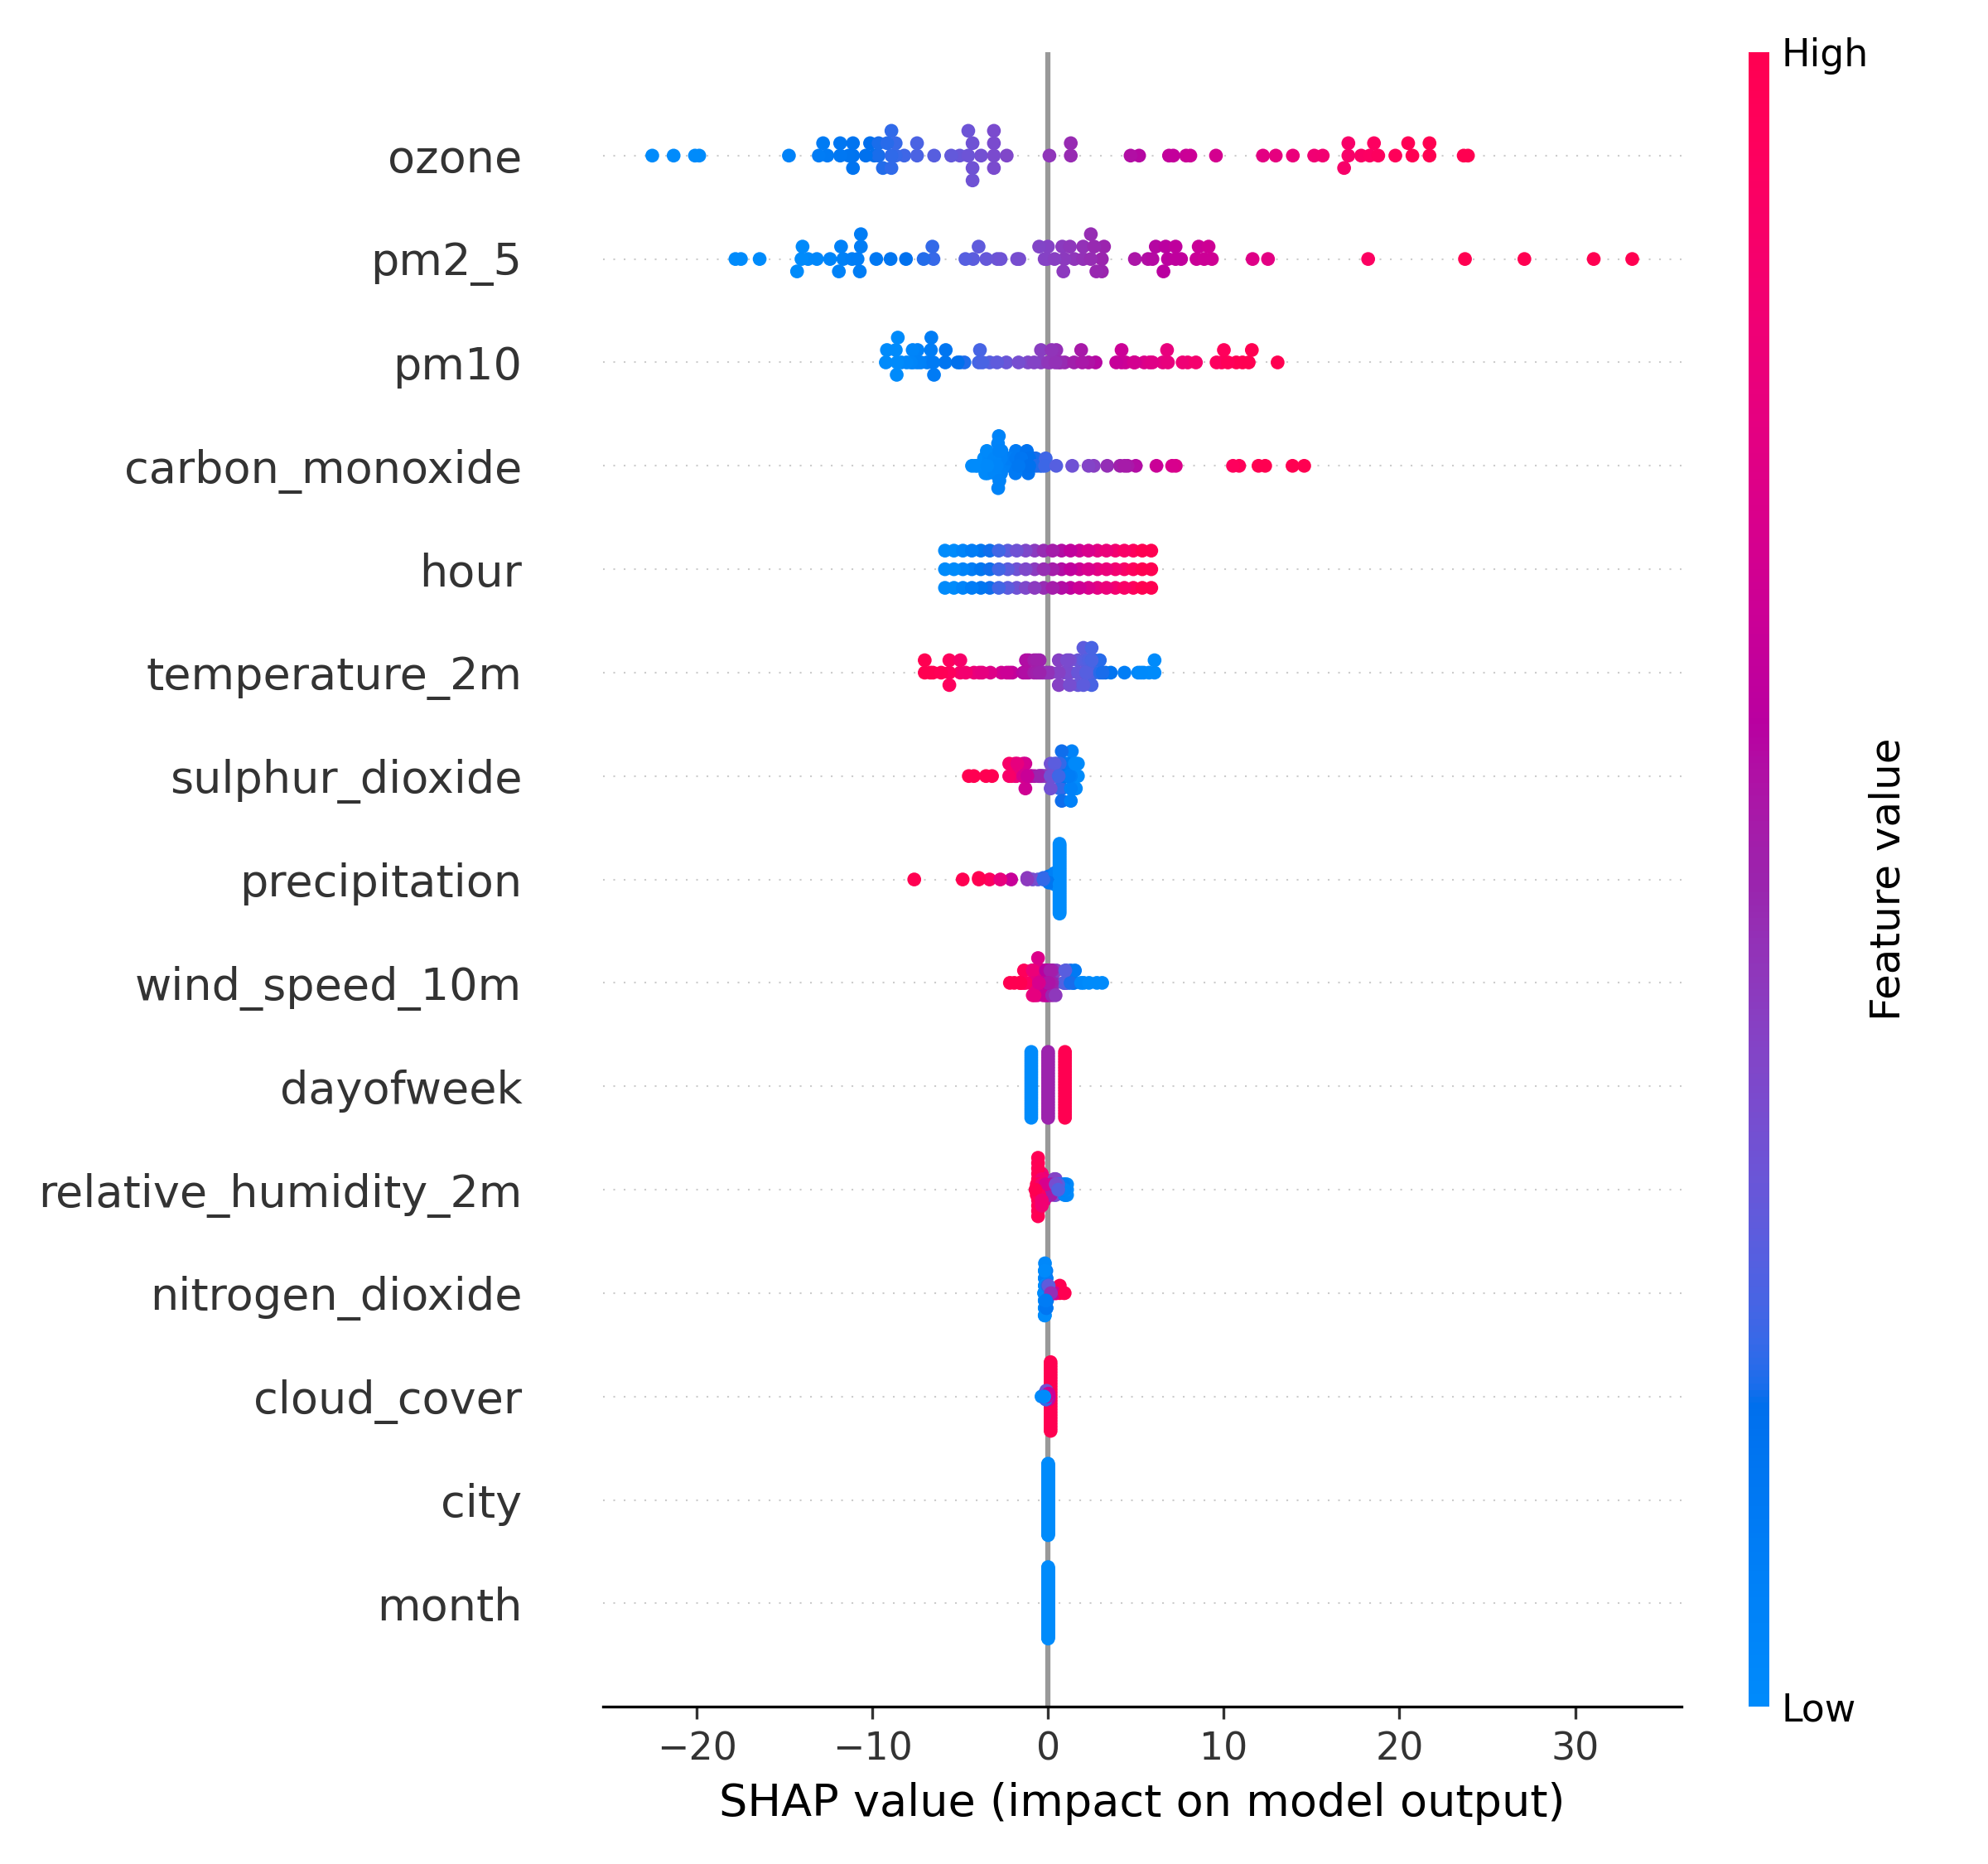 High
ozone
pm2_5
pm10
carbon_monoxide
hour
temperature_2m
sulphur_dioxide
precipitation
wind_speed_10m
dayofweek
relative_humidity_2m
nitrogen_dioxide
cloud_cover
city
month
Feature value
Low
−20 −10 0 10 20 30
SHAP value (impact on model output)